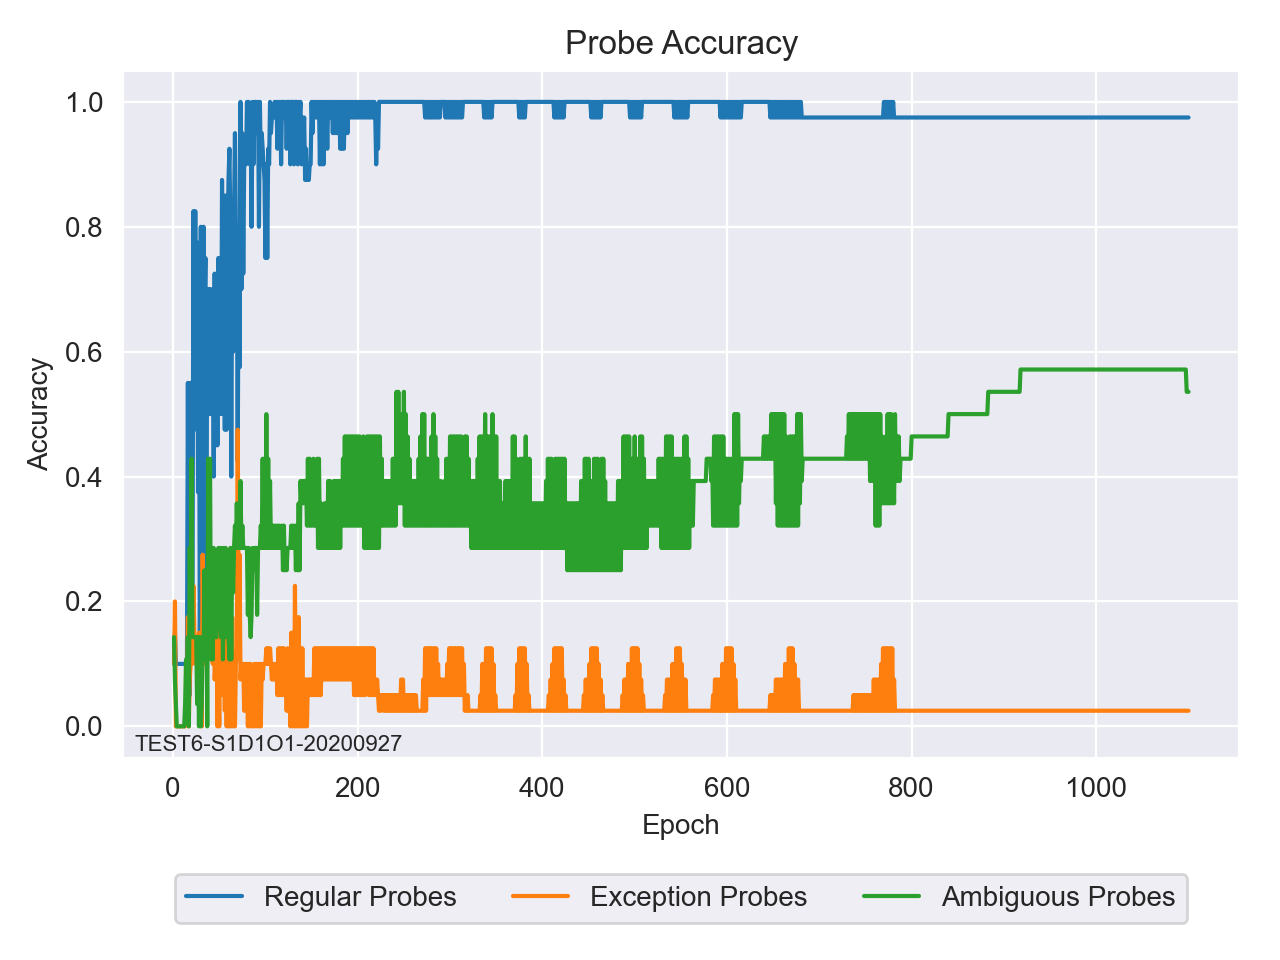 Probe Accuracy
1.0
0.8
0.6
0.4
0.2
0.0
Accuracy
TEST6-S1D1O1-20200927
0 200 400 600 800 1000
Epoch
Regular Probes Exception Probes Ambiguous Probes